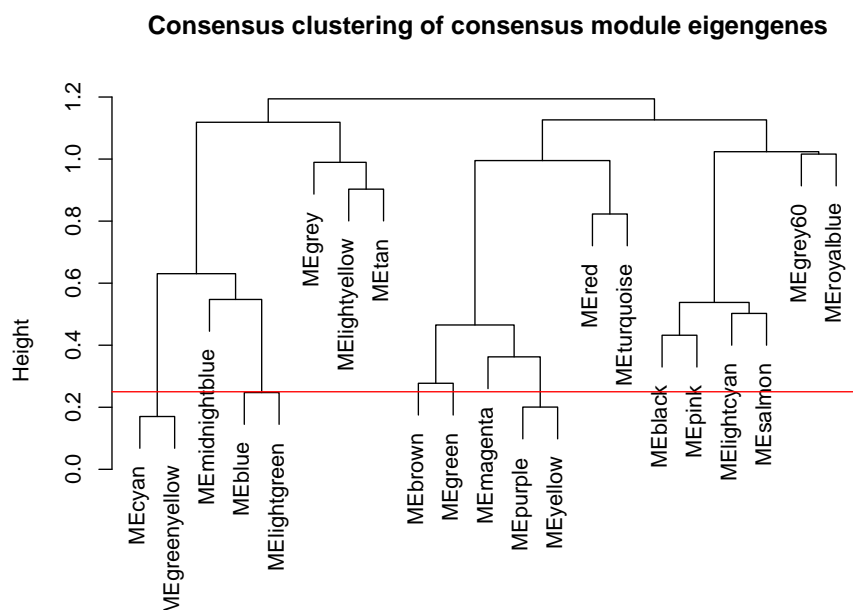 Consensus clustering of consensus module eigengenes
Height
1.2
1.0
0.8
0.6
0.4
0.2
0.0
MEcyan
MEgreenyellow
MEmidnightblue
MEblue
MElightgreen
MEgrey
MElightyellow
MEtan
MEbrown
MEgreen
MEmagenta
MEpurple
MEyellow
MEred
MEturquoise
MEblack
MEpink
MElightcyan
MEsalmon
MEgrey60
MEroyalblue